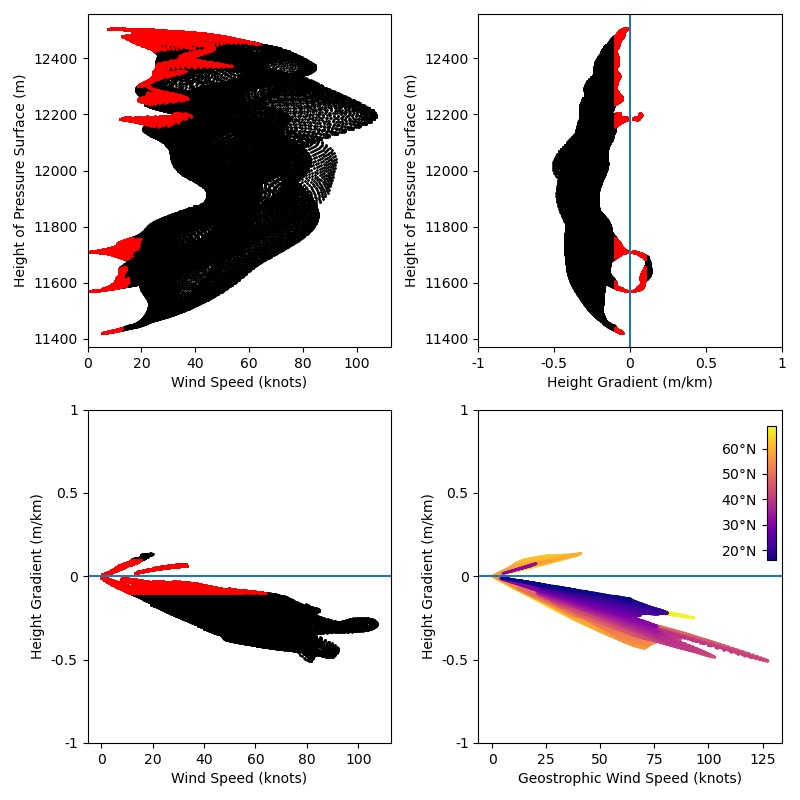 12400
12200
12000
11800
11600
11400
Height of Pressure Surface (m)
0 20 40 60 80 100
Wind Speed (knots)
12400
12200
12000
11800
11600
11400
Height of Pressure Surface (m)
-1 -0.5 0 0.5 1
Height Gradient (m/km)
1
0.5
0
-0.5
-1
Height Gradient (m/km)
0 20 40 60 80 100
Wind Speed (knots)
1
0.5
0
-0.5
-1
Height Gradient (m/km)
60°N
50°N
40°N
30°N
20°N
0 25 50 75 100 125
Geostrophic Wind Speed (knots)